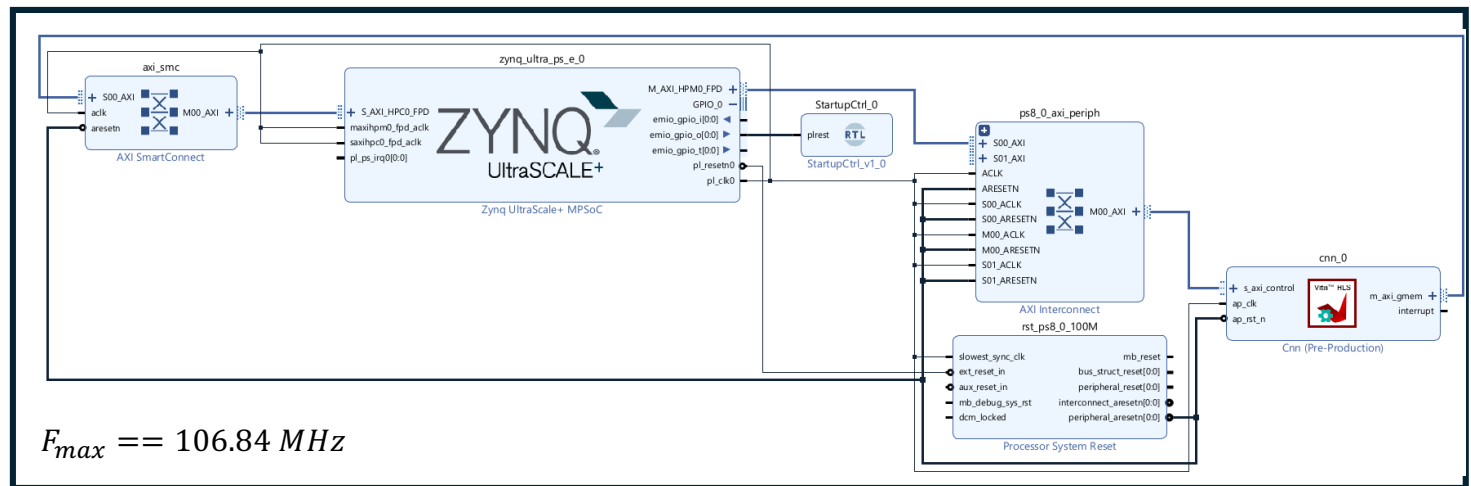 axi_smc
+ S00_AXI
aclk
aresetn
M00_AXI +
AXI SmartConnect
zynq_ultra_ps_e_0
+ S_AXI_HPC0_FPD
maxihpm0_fpd_aclk
saxihpc0_fpd_aclk
pl_ps_irq0[0:0]
ZYNQ
UltraSCALE+
M_AXI_HPM0_FPD +
GPIO_0
emio_gpio_i[0:0]
emio_gpio_o[0:0]
emio_gpio_t[0:0]
pl_resetn0
pl_clk0
Zynq UltraScale+ MPSoC
StartupCtrl_0
plrest
RTL
StartupCtrl_v1_0
ps8_0_axi_periph
+ S00_AXI
+ S01_AXI
ACLK
ARESETN
S00_ACLK
S00_ARESETN
M00_ACLK
M00_ARESETN
S01_ACLK
S01_ARESETN
M00_AXI +
AXI Interconnect
cnn_0
+ s_axi_control
ap_clk
ap_rst_n
Vitis™ HLS
m_axi_gmem +
interrupt
Cnn (Pre-Production)
rst_ps8_0_100M
slowest_sync_clk
ext_reset_in
aux_reset_in
mb_debug_sys_rst
dcm_locked
mb_reset
bus_struct_reset[0:0]
peripheral_reset[0:0]
interconnect_aresetn[0:0]
peripheral_aresetn[0:0]
Processor System Reset
F_max == 106.84 MHz